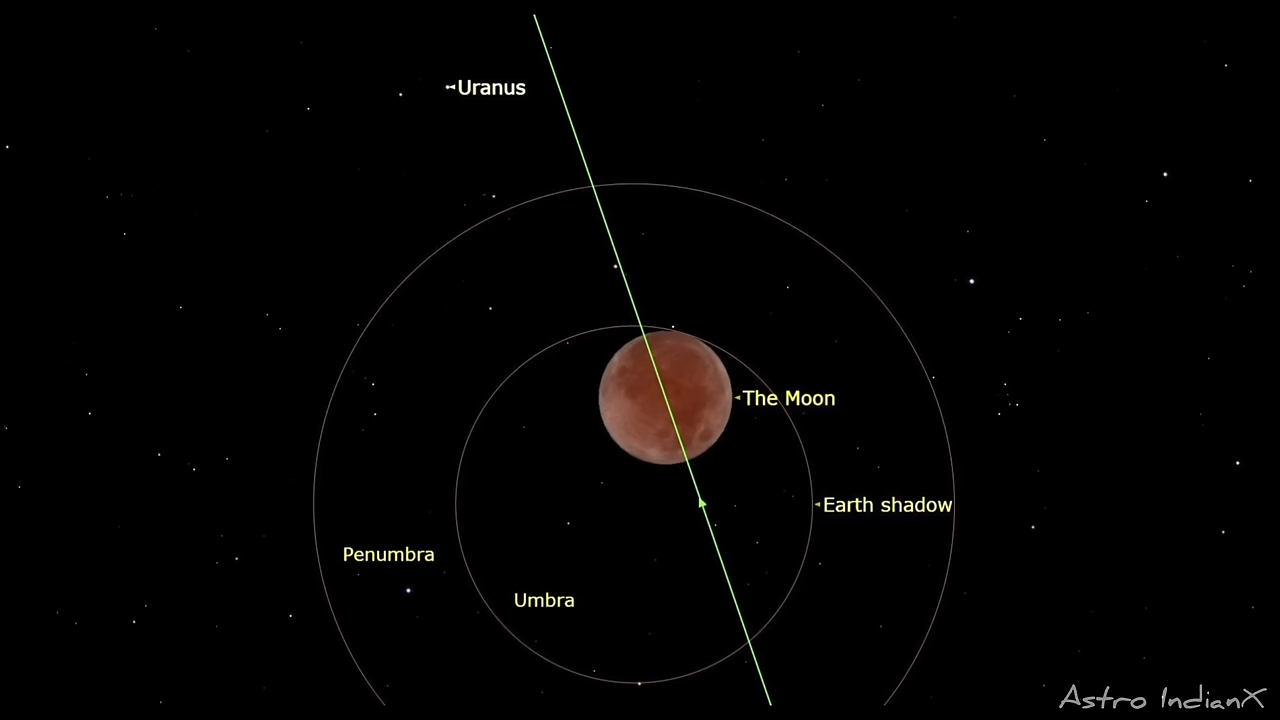 Uranus
The Moon
Earth shadow
Penumbra
Umbra
Astro IndianX